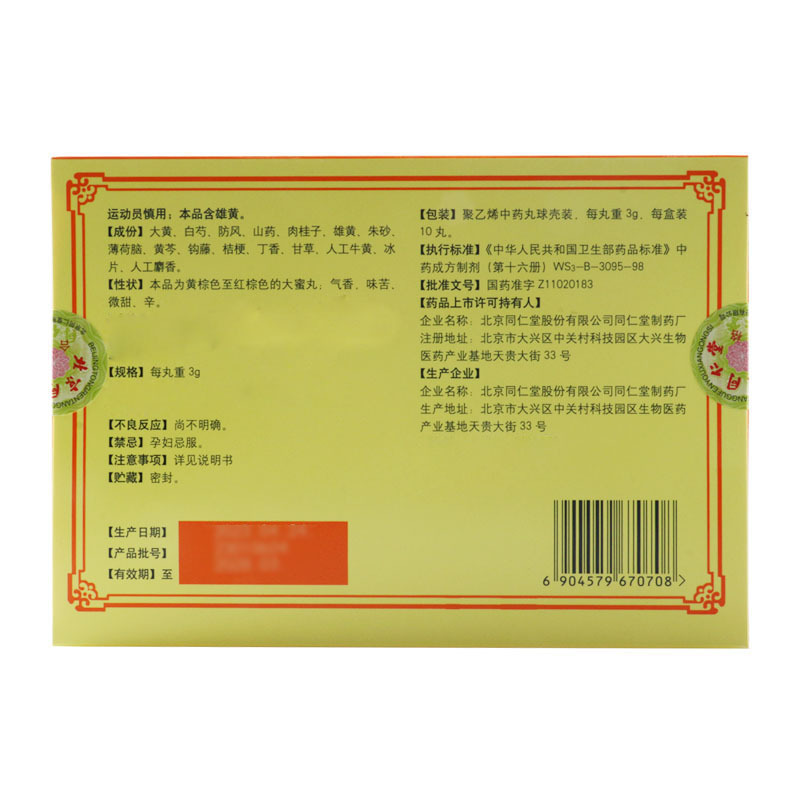 运动员慎用：本品含雄黄。
【成份】大黄、白芍、防风、山药、肉桂子、雄黄、朱砂、
薄荷脑、黄芩、钩藤、桔梗、丁香、甘草、人工牛黄、冰
片、人工麝香。
【性状】本品为黄棕色至红棕色的大蜜丸；气香，味苦、
微甜、辛。
【规格】每丸重 3g
【不良反应】尚不明确。
【禁忌】孕妇忌服。
【注意事项】详见说明书
【贮藏】密封。
【生产日期】
【产品批号】
【有效期】至
【包装】聚乙烯中药丸球壳装，每丸重 3g，每盒装
10 丸。
【执行标准】《中华人民共和国卫生部药品标准》中
药成方制剂（第十六册）WS₃-B-3095-98
【批准文号】国药准字 Z11020183
【药品上市许可持有人】
企业名称：北京同仁堂股份有限公司同仁堂制药厂
注册地址：北京市大兴区中关村科技园区大兴生物
医药产业基地天贵大街 33 号
【生产企业】
企业名称：北京同仁堂股份有限公司同仁堂制药厂
生产地址：北京市大兴区中关村科技园区生物医药
产业基地天贵大街 33 号
6 904579 670708